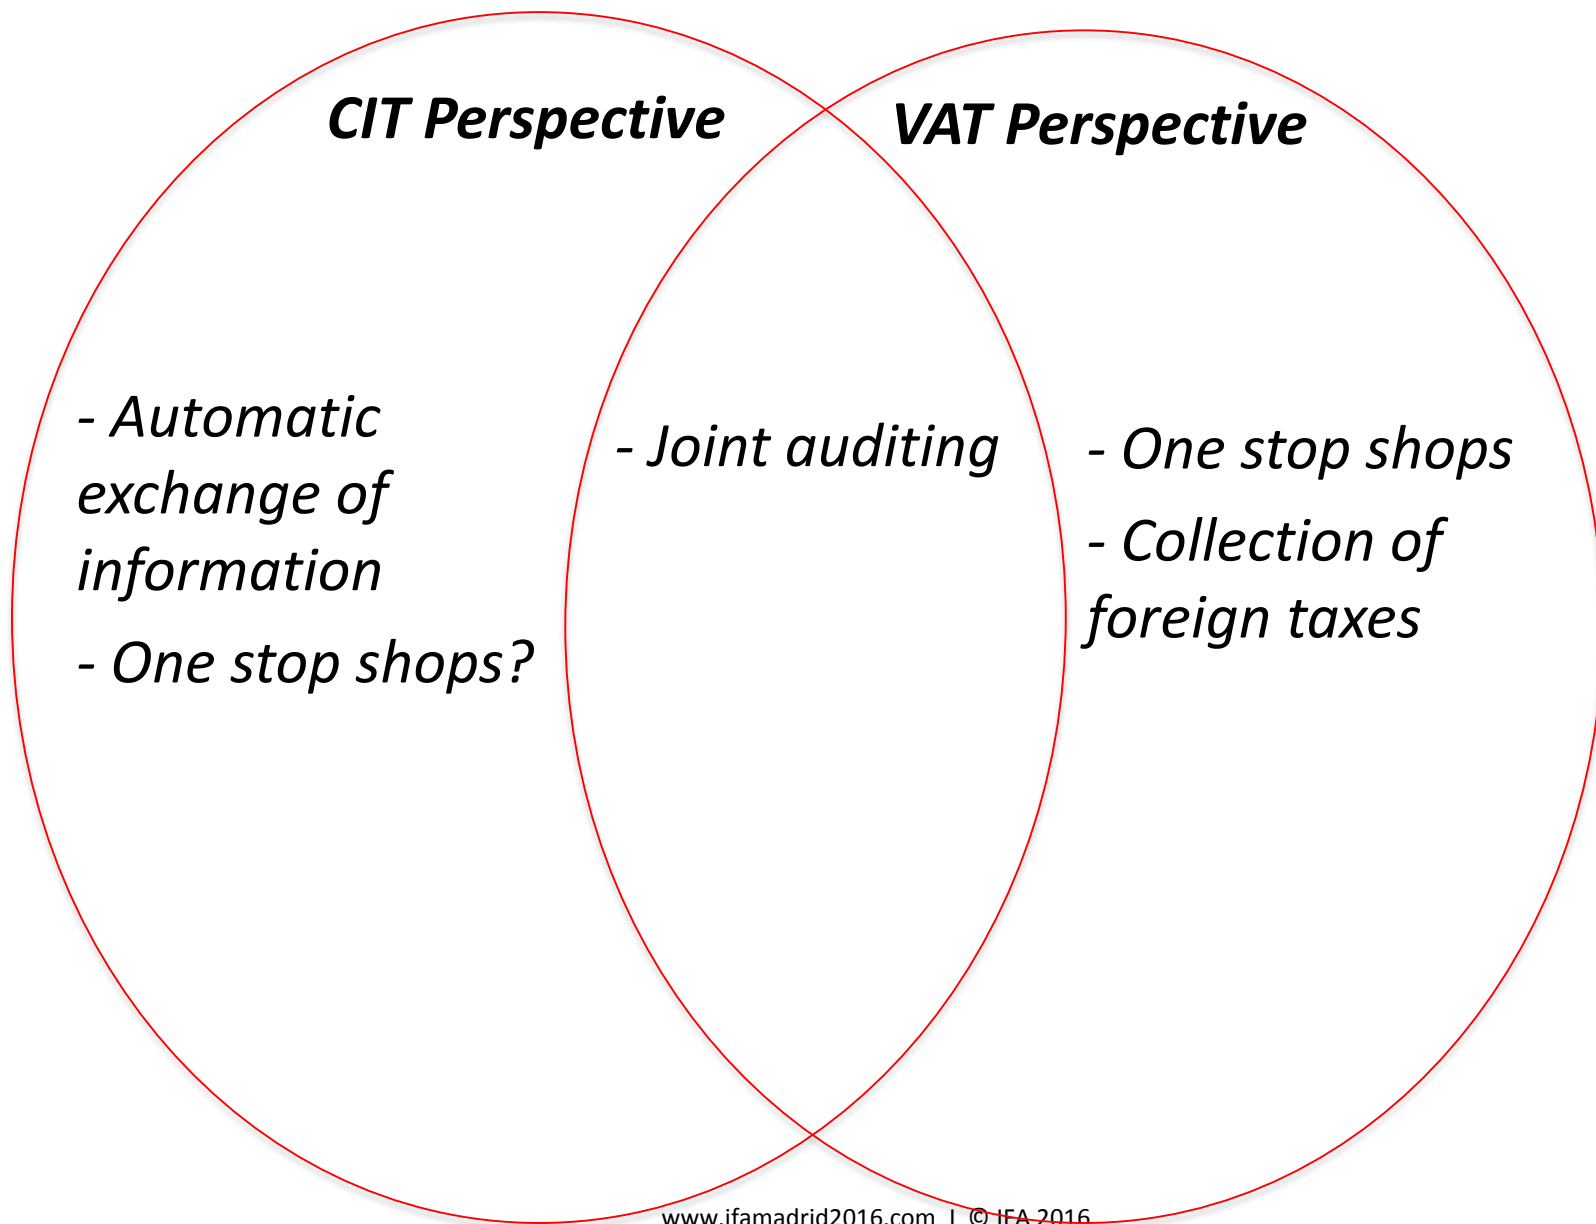 CIT Perspective
VAT Perspective
- Automatic
exchange of
information
- One stop shops?
- Joint auditing
- One stop shops
- Collection of
foreign taxes
www.ifamadrid2016.com | © IFA 2016